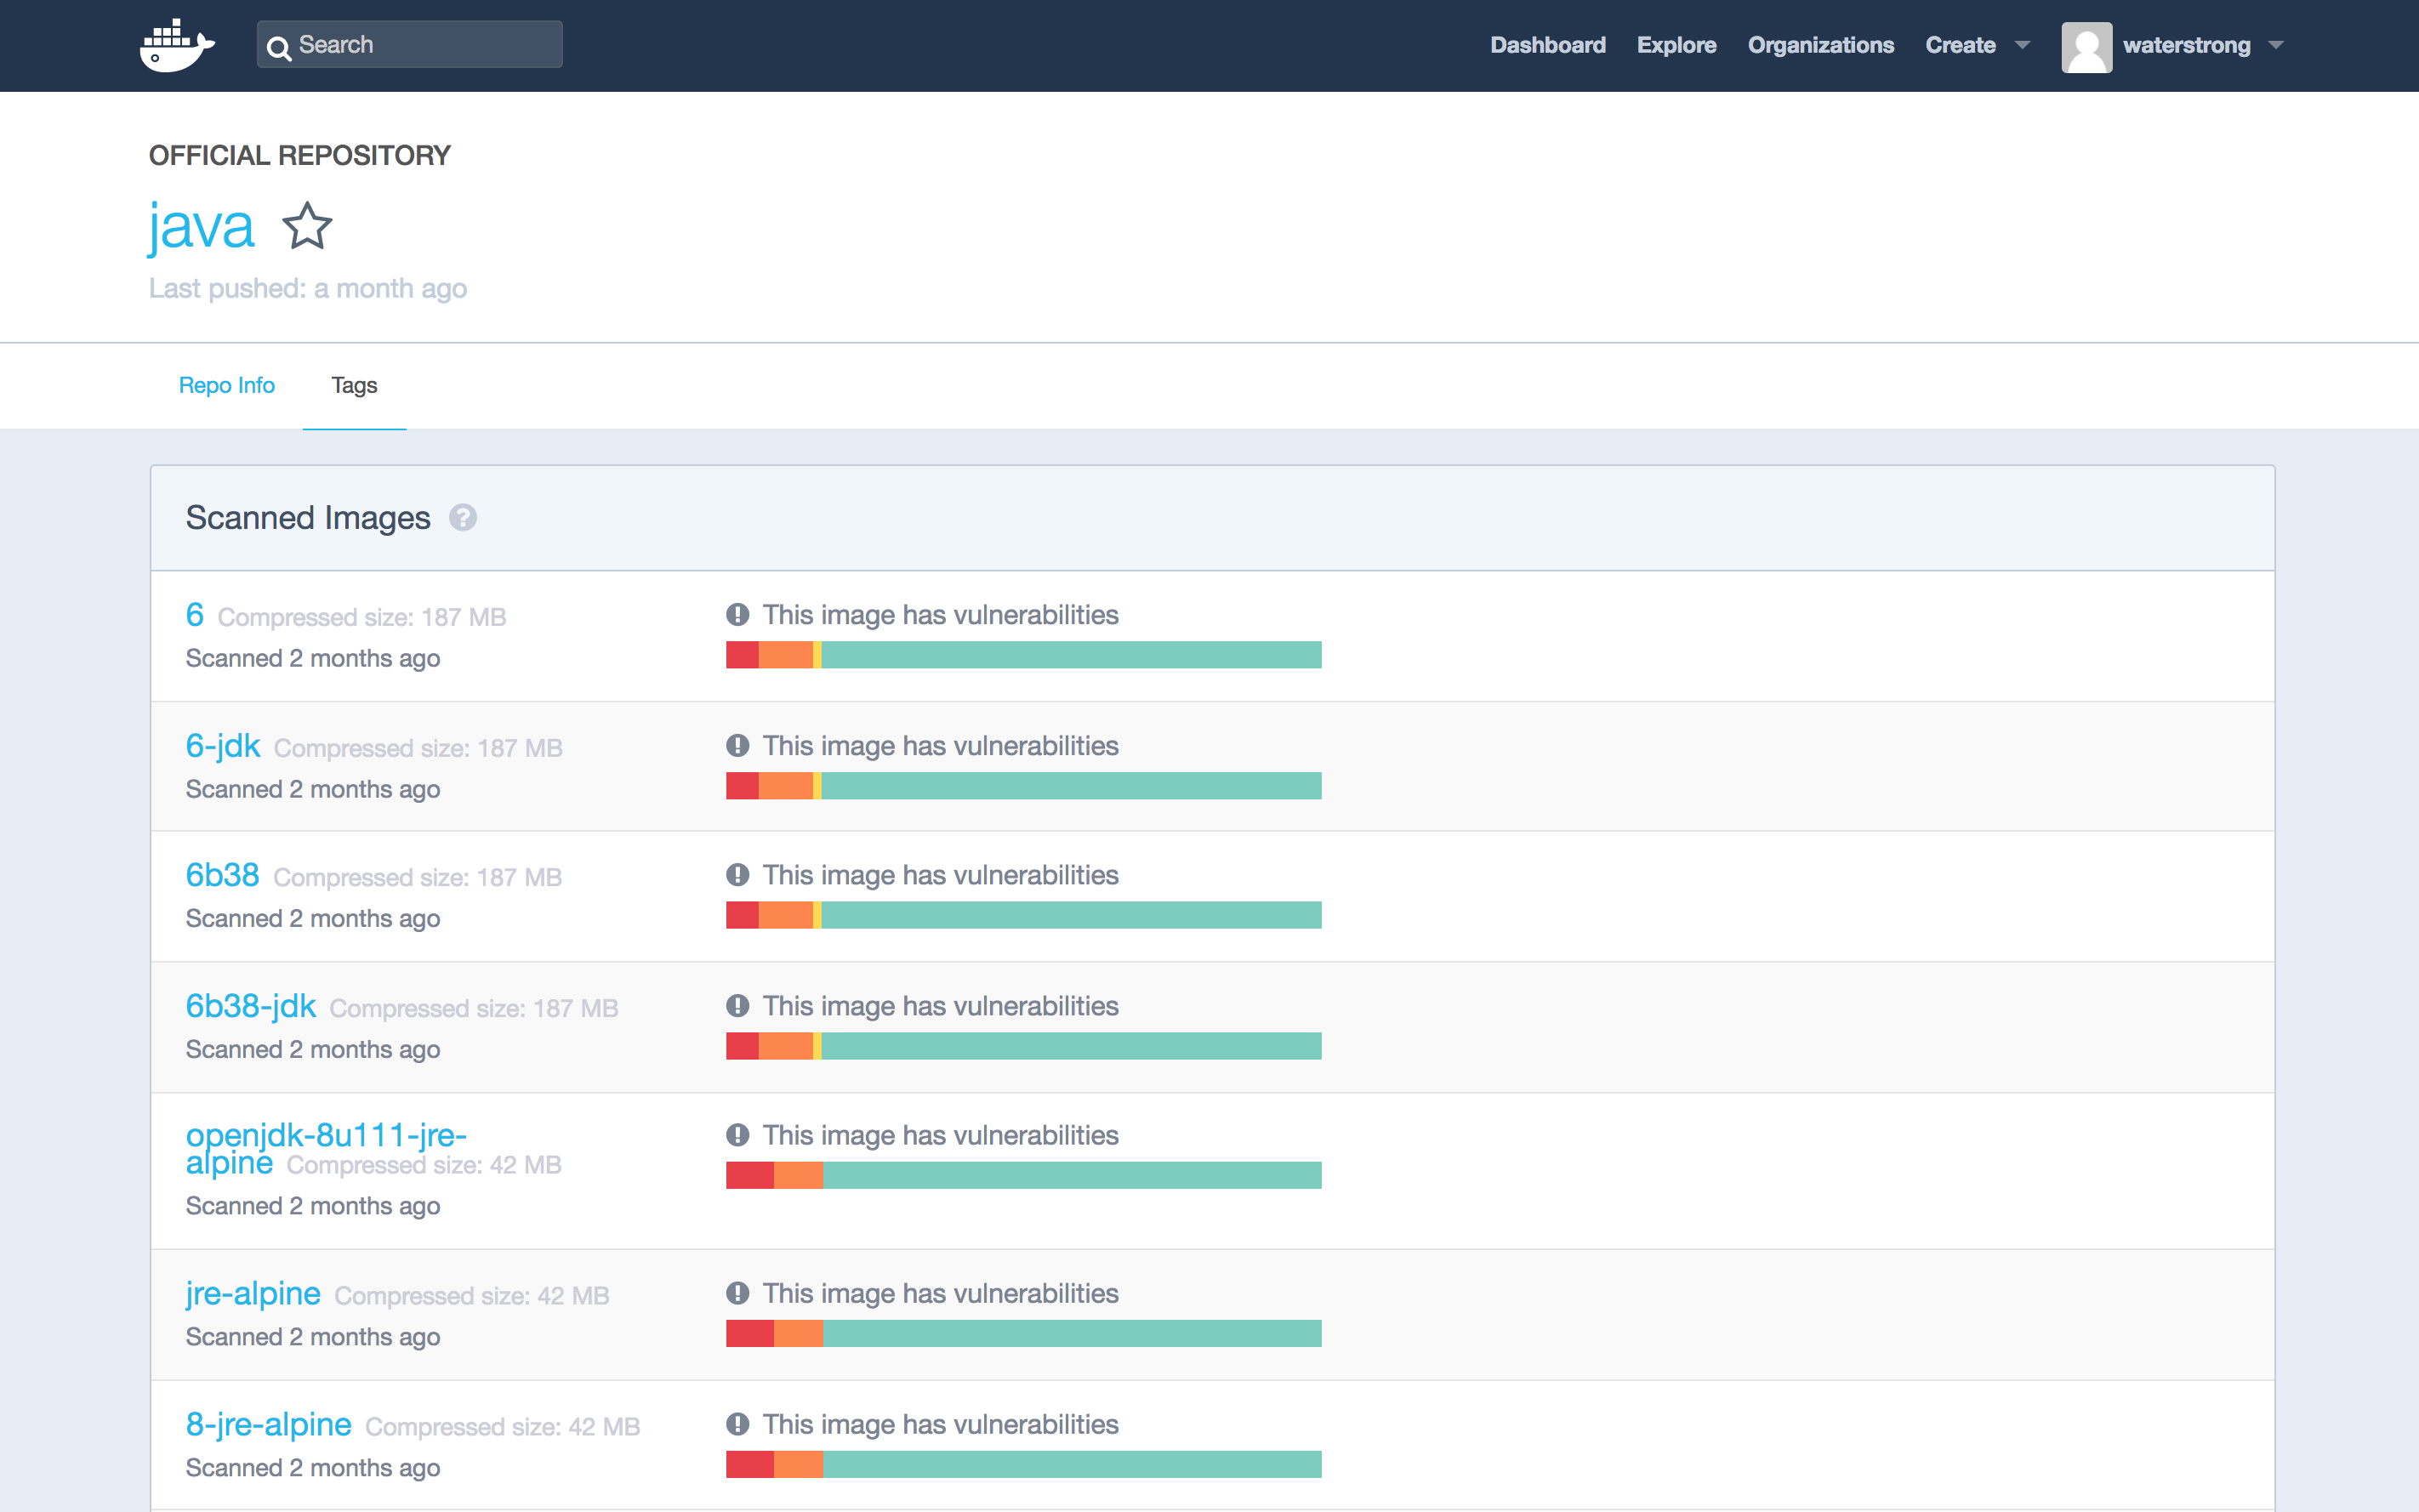 Search
Dashboard Explore Organizations Create waterstrong
OFFICIAL REPOSITORY
java
Last pushed: a month ago
Repo Info Tags
Scanned Images ?
6 Compressed size: 187 MB
Scanned 2 months ago
This image has vulnerabilities
6-jdk Compressed size: 187 MB
Scanned 2 months ago
This image has vulnerabilities
6b38 Compressed size: 187 MB
Scanned 2 months ago
This image has vulnerabilities
6b38-jdk Compressed size: 187 MB
Scanned 2 months ago
This image has vulnerabilities
openjdk-8u111-jre-
alpine Compressed size: 42 MB
Scanned 2 months ago
This image has vulnerabilities
jre-alpine Compressed size: 42 MB
Scanned 2 months ago
This image has vulnerabilities
8-jre-alpine Compressed size: 42 MB
Scanned 2 months ago
This image has vulnerabilities